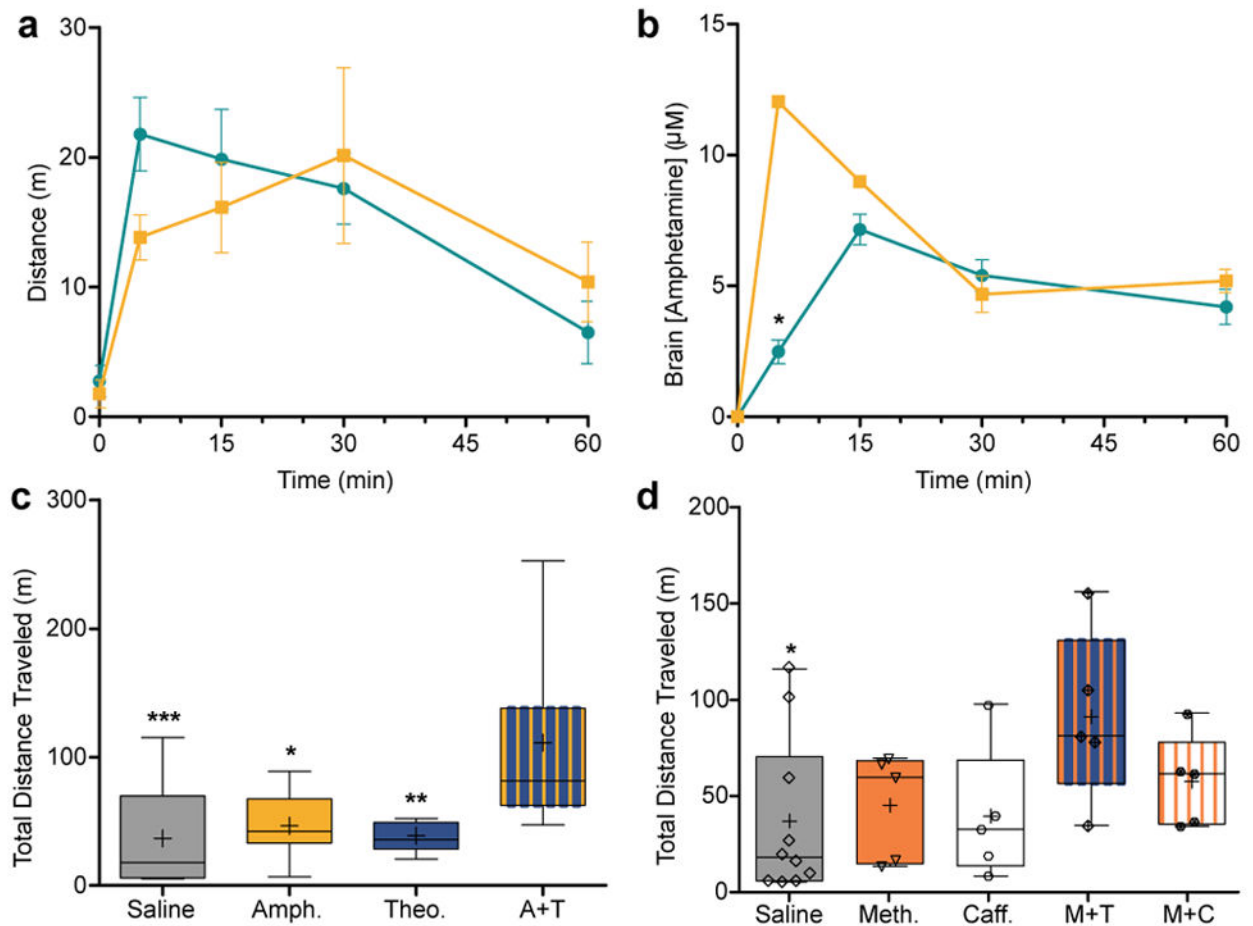 a
30
20
10
0
Distance (m)
0 15 30 45 60
Time (min)
b
15
10
5
0
Brain [Amphetamine] (µM)
*
0 15 30 45 60
Time (min)
c
300
200
100
0
Total Distance Traveled (m)
*** * **
Saline Amph. Theo. A+T
d
200
150
100
50
0
Total Distance Traveled (m)
*
Saline Meth. Caff. M+T M+C